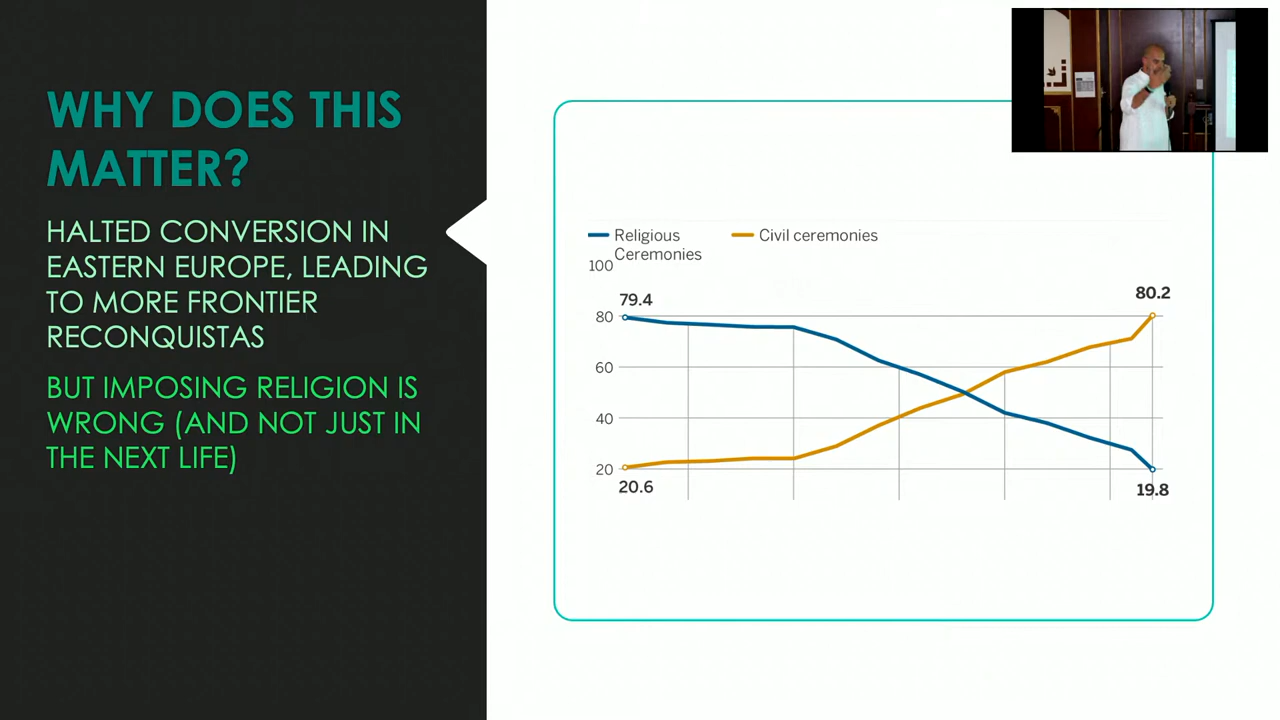 WHY DOES THIS
MATTER?
HALTED CONVERSION IN
EASTERN EUROPE, LEADING
TO MORE FRONTIER
RECONQUISTAS
BUT IMPOSING RELIGION IS
WRONG (AND NOT JUST IN
THE NEXT LIFE)
Religious
Ceremonies
Civil ceremonies
100
79.4
80.2
80
60
40
20
20.6
19.8